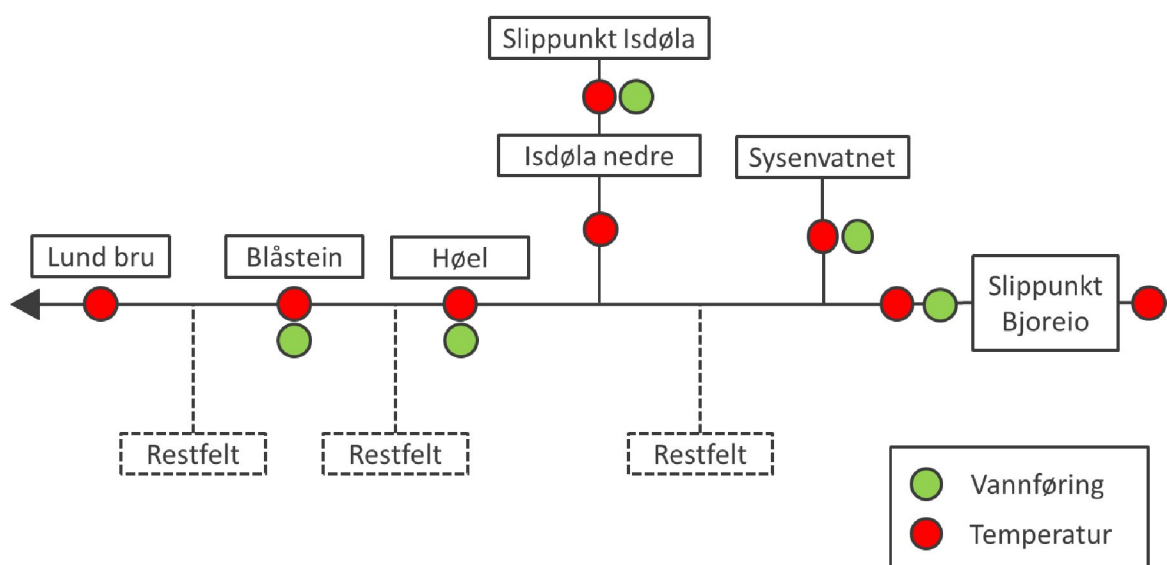 Slippunkt Isdøla
Isdøla nedre
Sysenvatnet
Lund bru
Blåstein
Høel
Slippunkt
Bjoreio
Restfelt
Restfelt
Restfelt
Vannføring
Temperatur